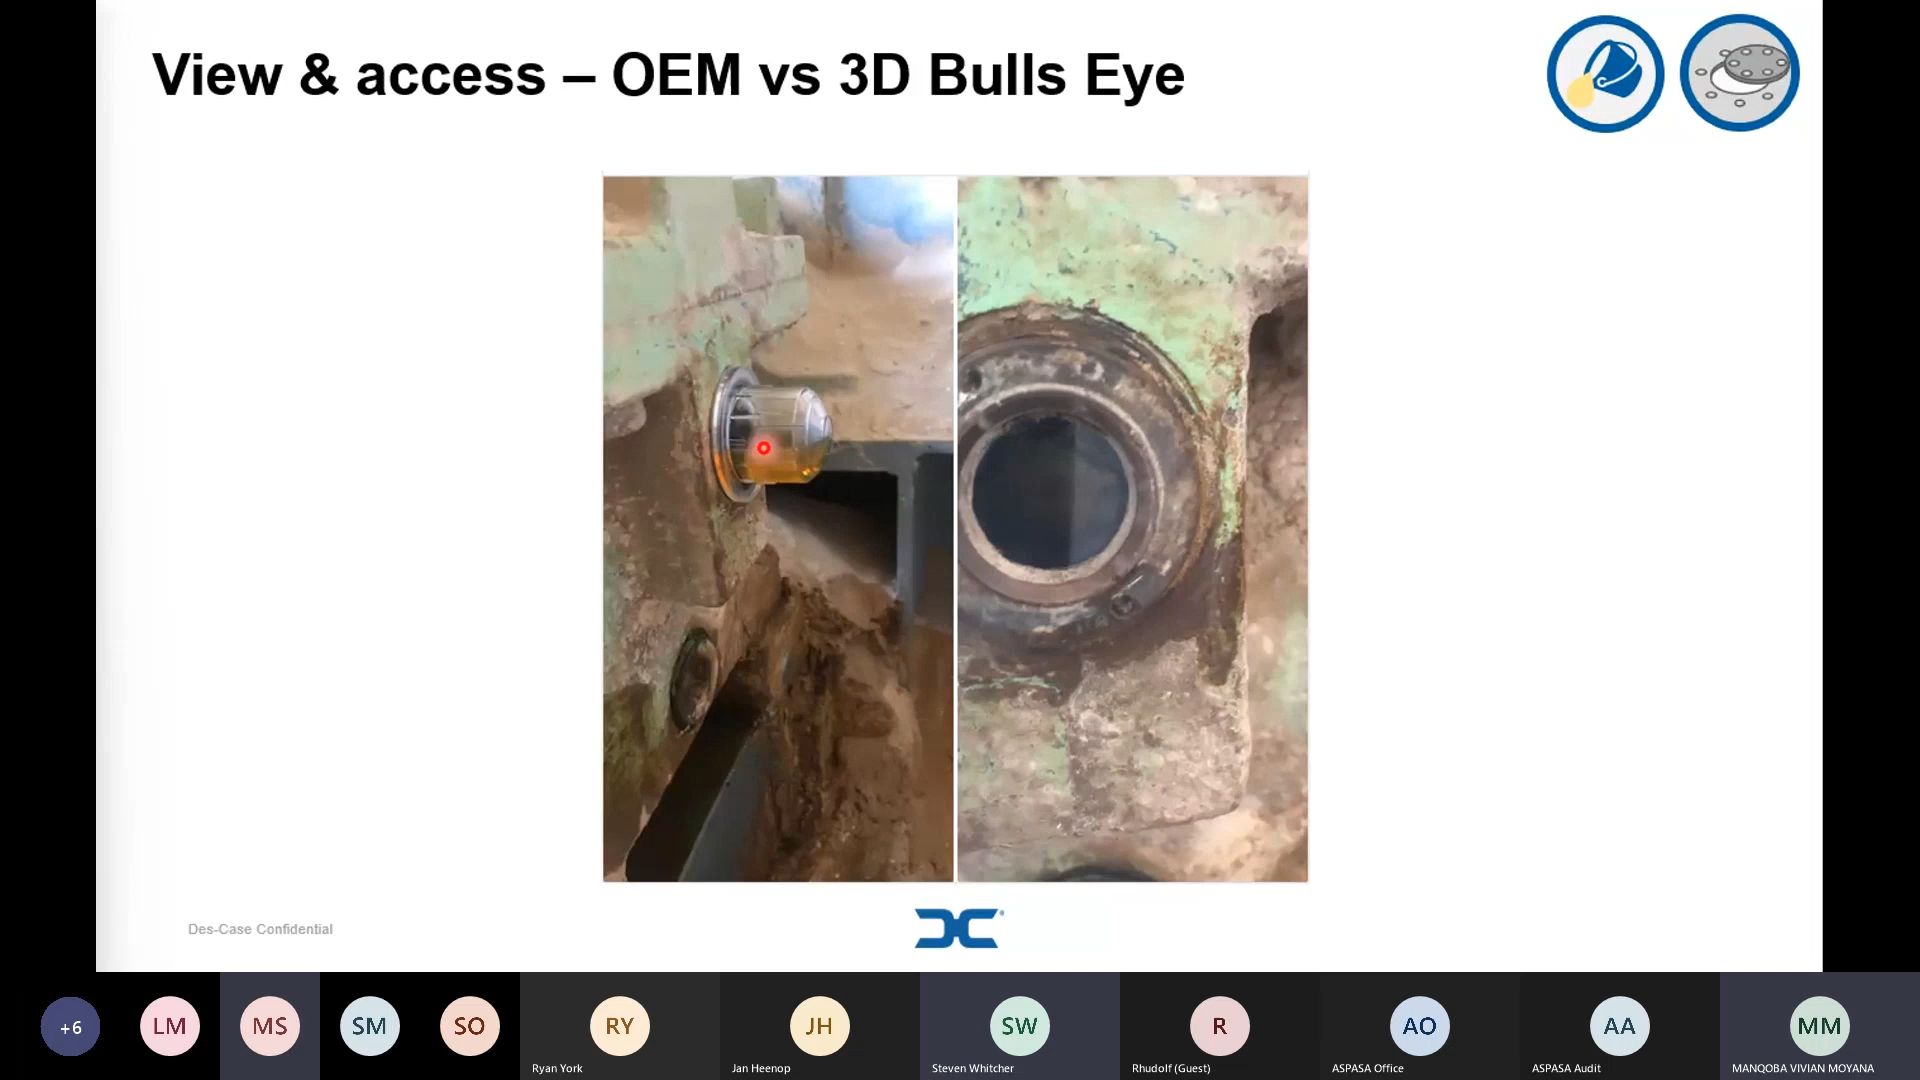 View & access – OEM vs 3D Bulls Eye
Des-Case Confidential
+6
LM
MS
SM
SO
RY
JH
SW
R
AO
AA
MM
Ryan York
Jan Heenop
Steven Whitcher
Rhudolf (Guest)
ASPASA Office
ASPASA Audit
MANQOBA VIVIAN MOYANA